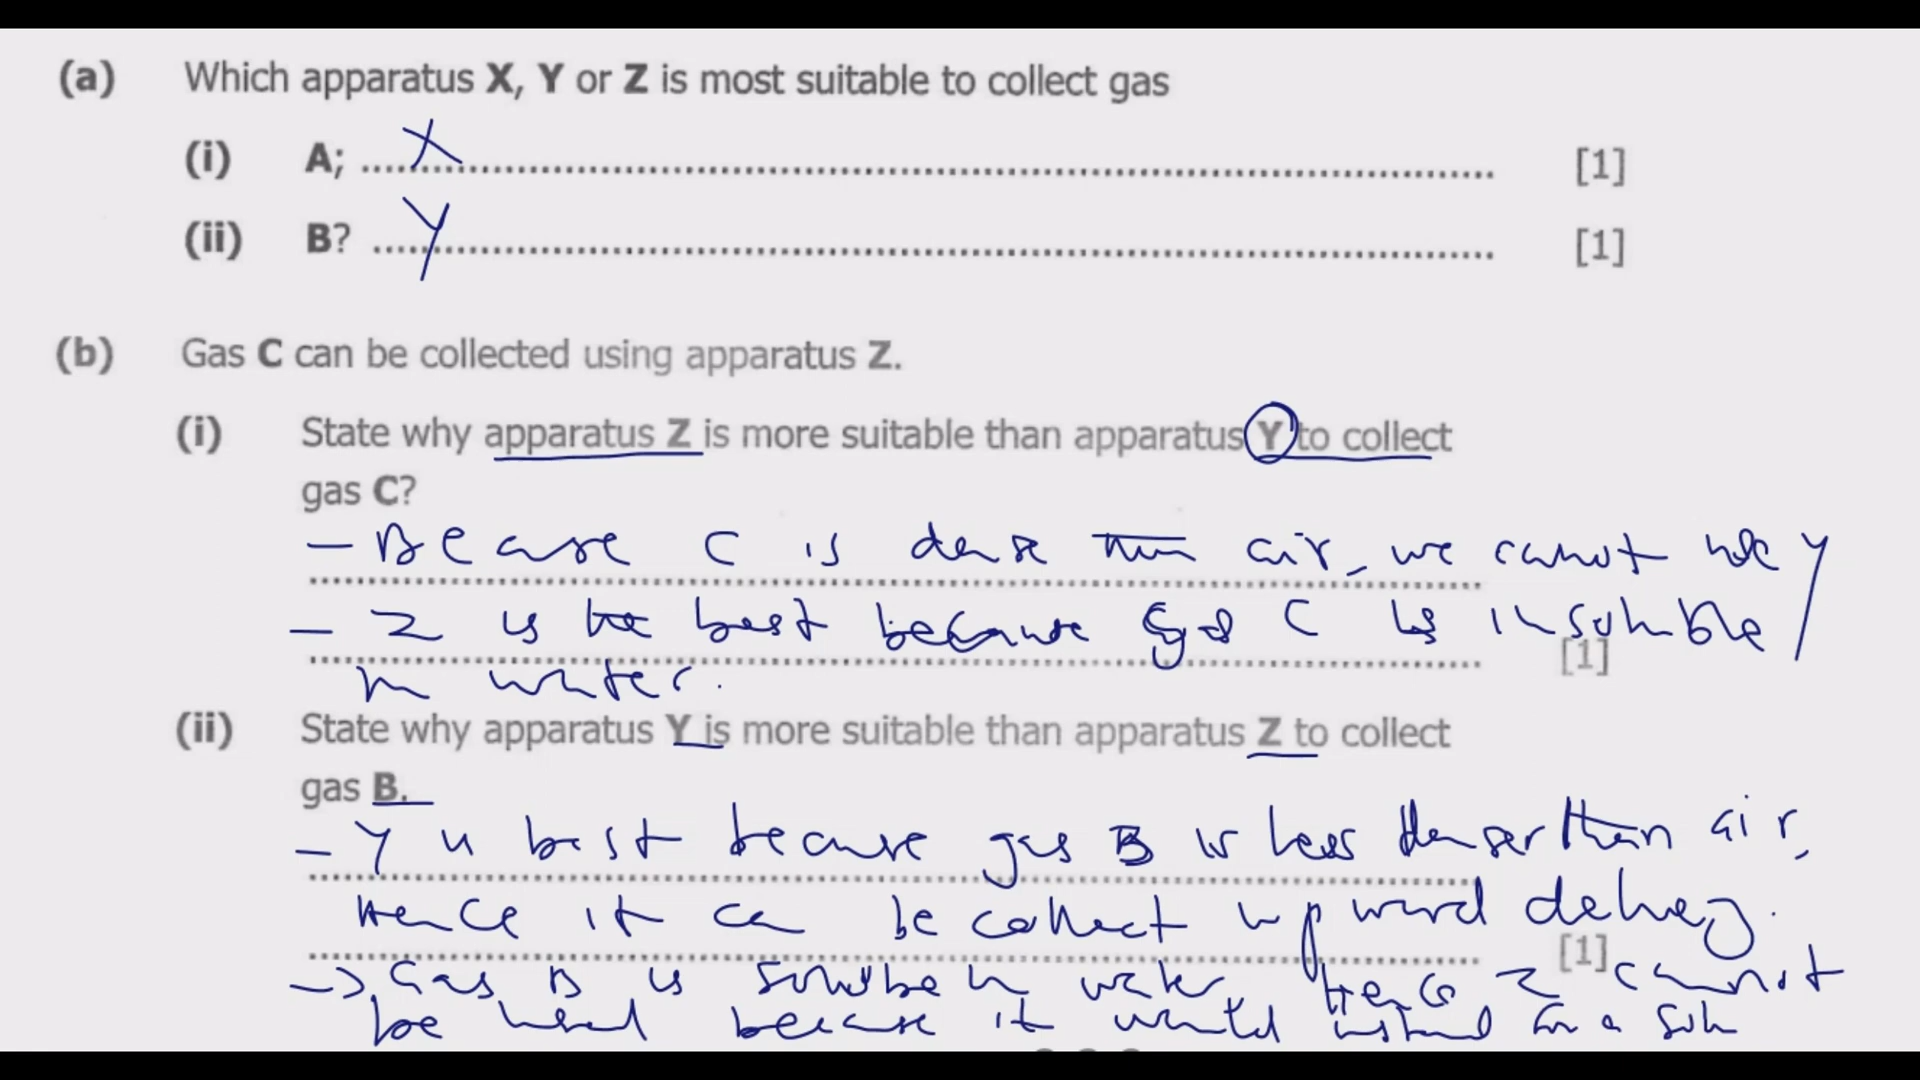 (a) Which apparatus X, Y or Z is most suitable to collect gas
(i) A; X [1]
(ii) B? Y [1]
(b) Gas C can be collected using apparatus Z.
(i) State why apparatus Z is more suitable than apparatus Y to collect
gas C?
- Because C is dense than air, we cannot use Y
- Z is the best because gas C is insoluble [1]
in water.
(ii) State why apparatus Y is more suitable than apparatus Z to collect
gas B.
- Y is best because gas B is less denser than air,
Hence it can be collect upward delivery. [1]
-> Gas B is in water, Hence Z cannot
be used because it would instead